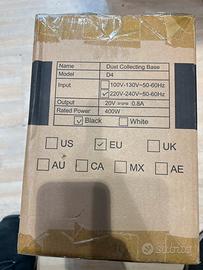 Name Dust Collecting Base
Model D4
Input 100V-130V~50-60Hz
220V-240V~50-60Hz
Output 20V 0.8A
Rated Power 400W
Black White
US EU UK
AU CA MX AE
subito